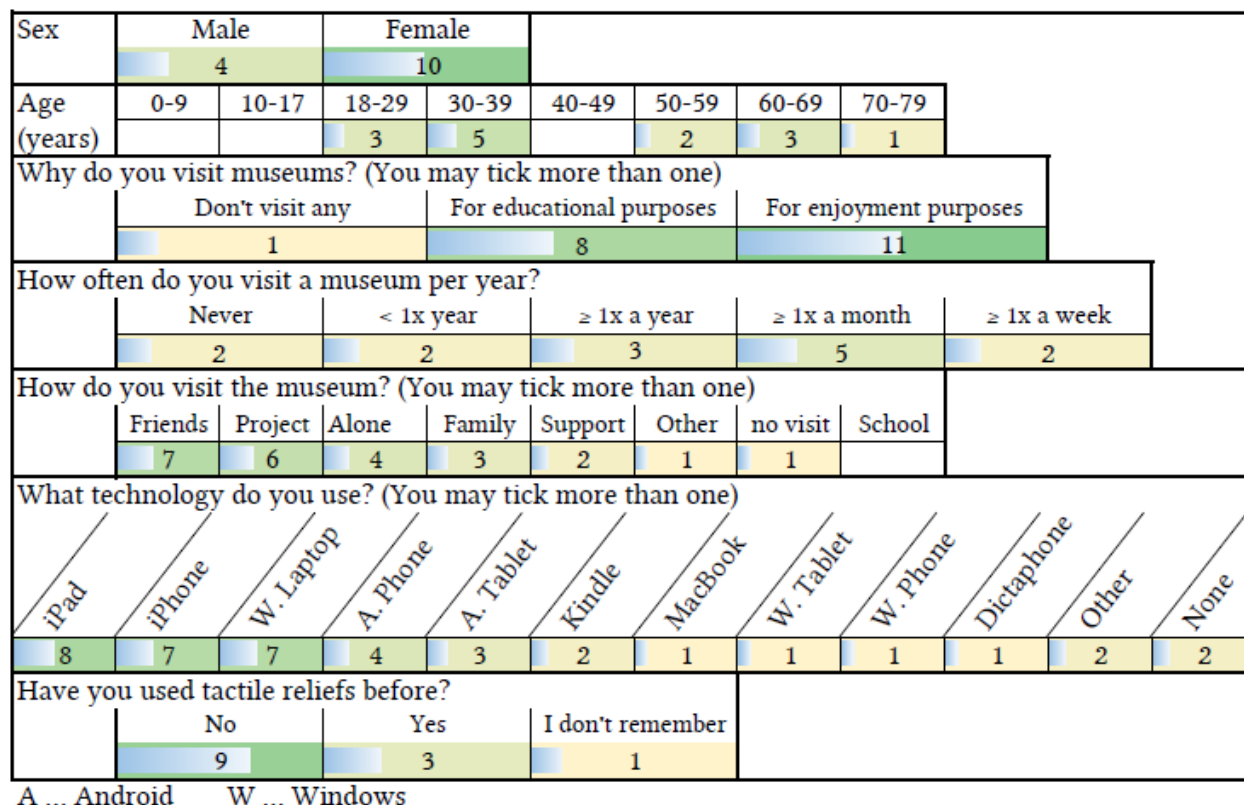 Sex Male Female
4 10
Age 0-9 10-17 18-29 30-39 40-49 50-59 60-69 70-79
(years) 3 5 2 3 1
Why do you visit museums? (You may tick more than one)
Don't visit any For educational purposes For enjoyment purposes
1 8 11
How often do you visit a museum per year?
Never < 1x year ≥ 1x a year ≥ 1x a month ≥ 1x a week
2 2 3 5 2
How do you visit the museum? (You may tick more than one)
Friends Project Alone Family Support Other no visit School
7 6 4 3 2 1 1
What technology do you use? (You may tick more than one)
iPad iPhone W. Laptop A. Phone A. Tablet Kindle MacBook W. Tablet W. Phone Dictaphone Other None
8 7 7 4 3 2 1 1 1 1 2 2
Have you used tactile reliefs before?
No Yes I don't remember
9 3 1
A ... Android W ... Windows